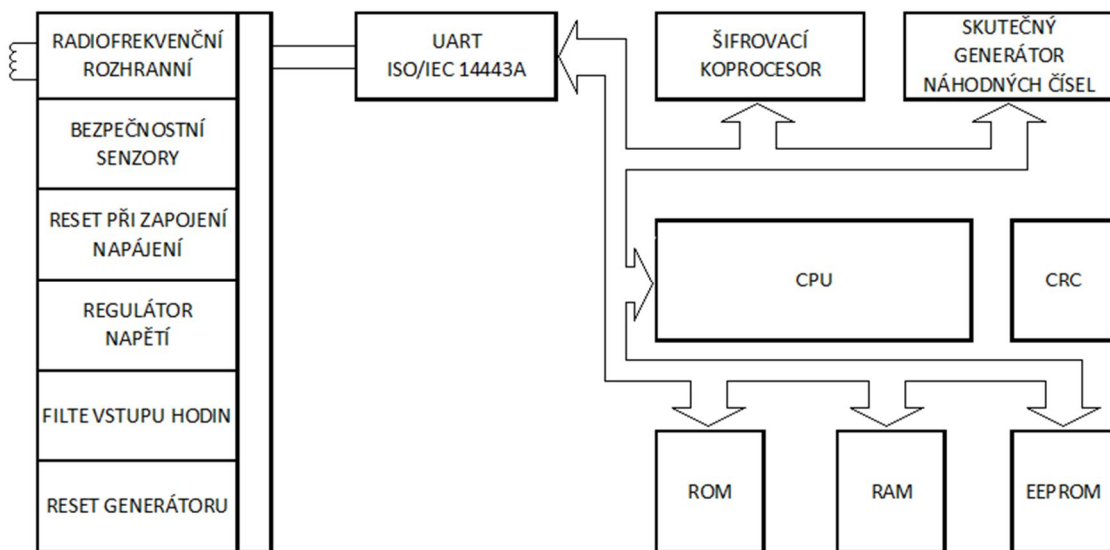 RADIOFREKVENČNÍ
ROZHRANNÍ
BEZPEČNOSTNÍ
SENZORY
RESET PŘI ZAPOJENÍ
NAPÁJENÍ
REGULÁTOR
NAPĚTÍ
FILTE VSTUPU HODIN
RESET GENERÁTORU
UART
ISO/IEC 14443A
ŠIFROVACÍ
KOPROCESOR
SKUTEČNÝ
GENERÁTOR
NÁHODNÝCH ČÍSEL
CPU
CRC
ROM
RAM
EEPROM